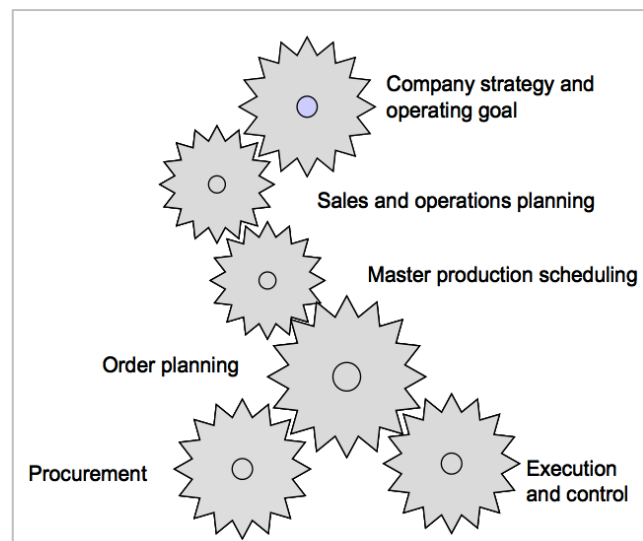 Company strategy and
operating goal
Sales and operations planning
Master production scheduling
Order planning
Procurement
Execution
and control